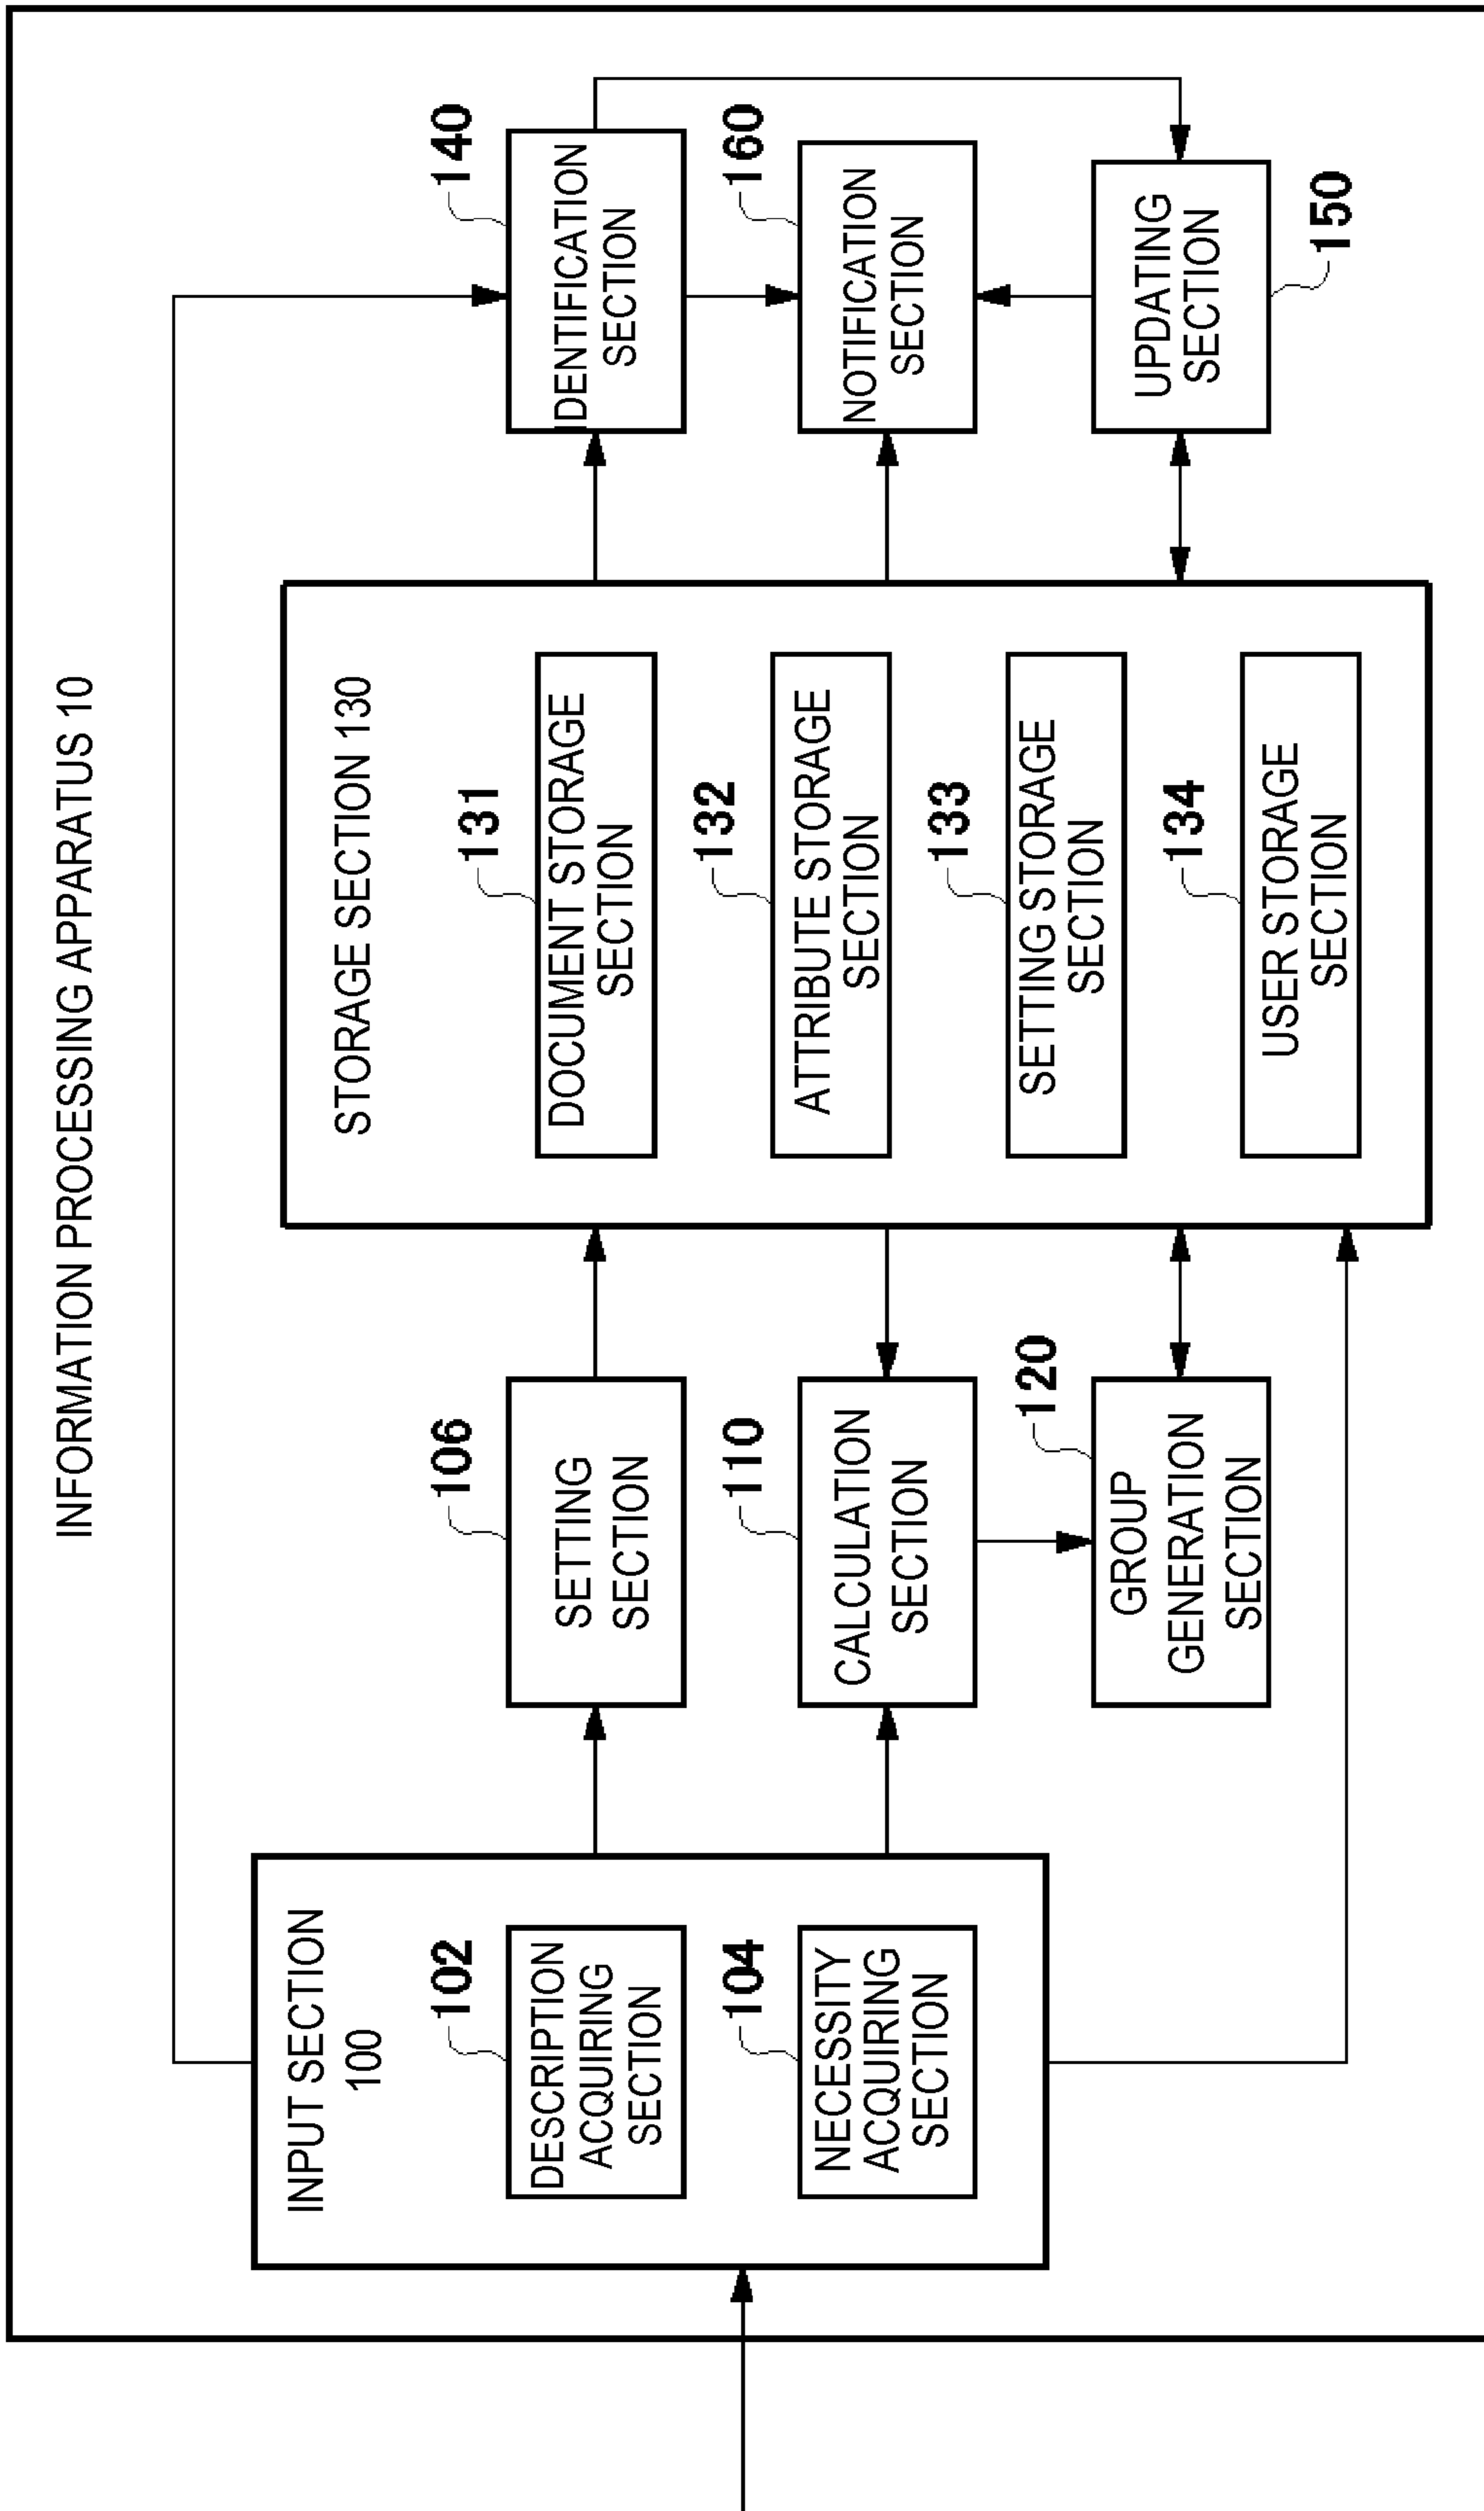 INFORMATION PROCESSING APPARATUS 10
INPUT SECTION
100
102
DESCRIPTION
ACQUIRING
SECTION
104
NECESSITY
ACQUIRING
SECTION
106
SETTING
SECTION
110
CALCULATION
SECTION
120
GROUP
GENERATION
SECTION
STORAGE SECTION 130
131
DOCUMENT STORAGE
SECTION
132
ATTRIBUTE STORAGE
SECTION
133
SETTING STORAGE
SECTION
134
USER STORAGE
SECTION
140
IDENTIFICATION
SECTION
160
NOTIFICATION
SECTION
UPDATING
SECTION
150